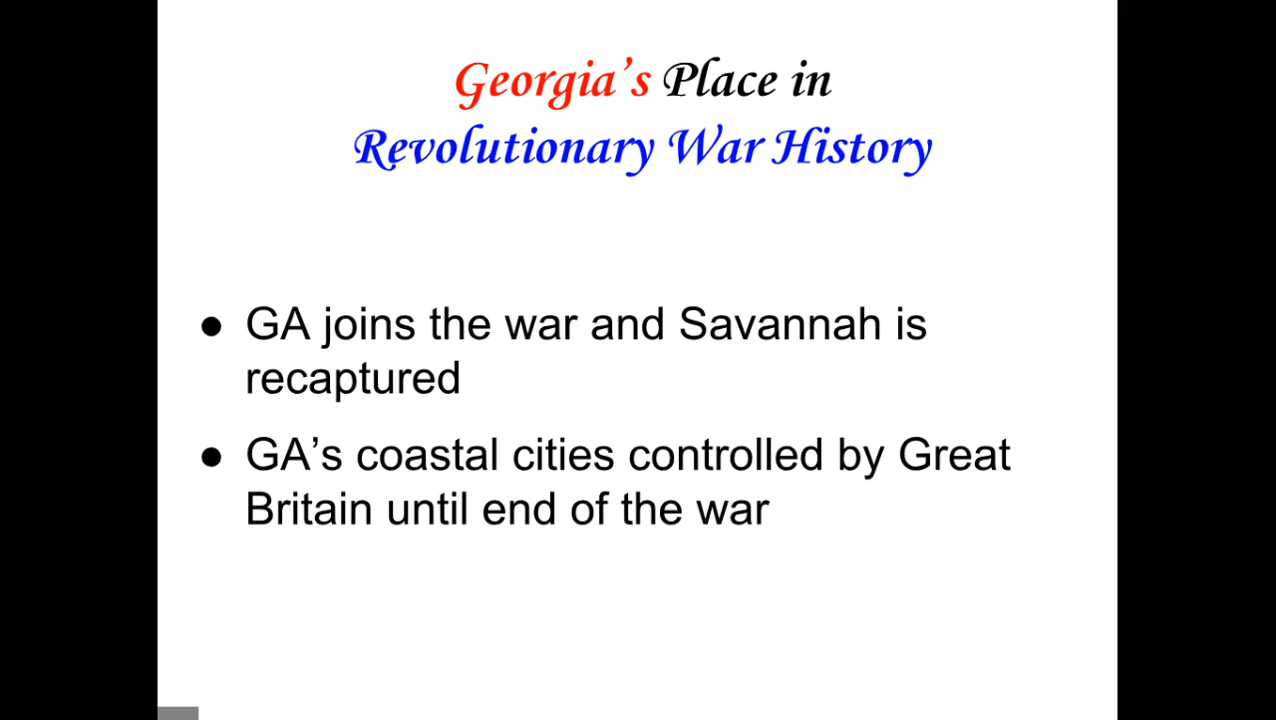 Georgia’s Place in
Revolutionary War History
● GA joins the war and Savannah is
recaptured
● GA’s coastal cities controlled by Great
Britain until end of the war